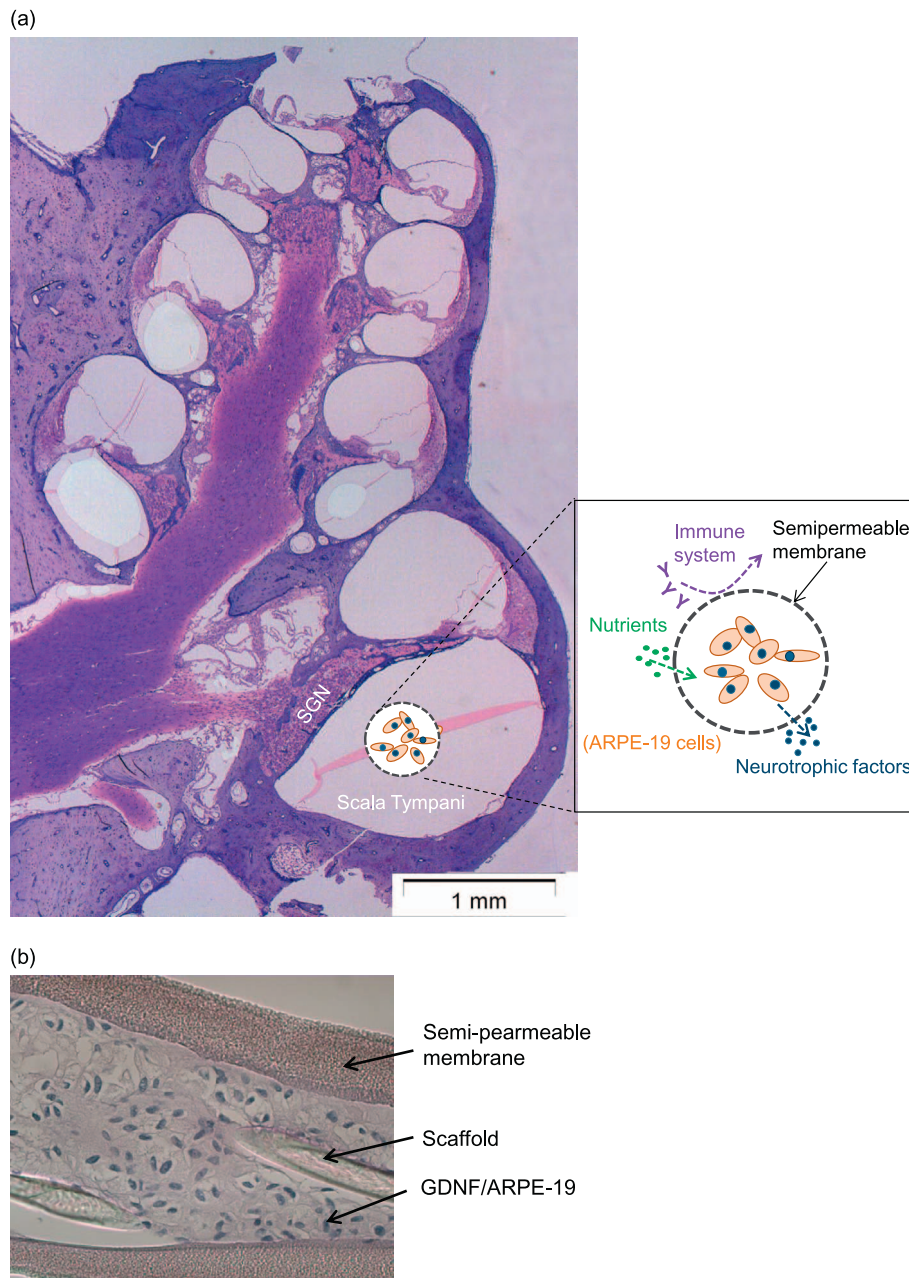 (a)
Immune
system
Semipermeable
membrane
Nutrients
SGN
(ARPE-19 cells)
Neurotrophic factors
Scala Tympani
1 mm
(b)
Semi-pearmeable
membrane
Scaffold
GDNF/ARPE-19